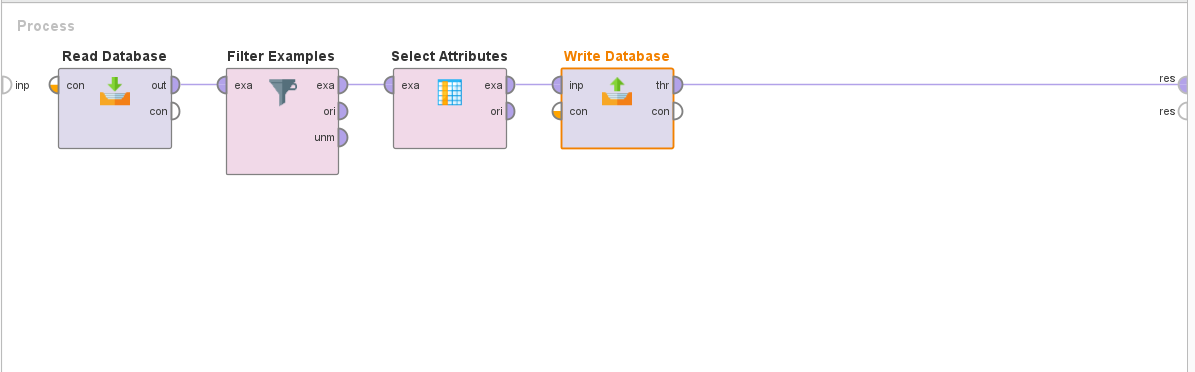 Process
Read Database Filter Examples Select Attributes Write Database
inp con out exa exa exa exa inp thr res
con ori ori con con res
unm